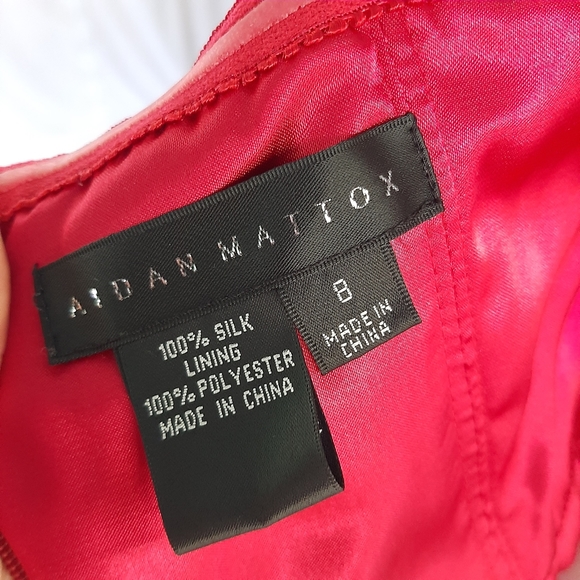 AIDAN MATTOX
8
MADE IN
CHINA
100% SILK
LINING
100% POLYESTER
MADE IN CHINA